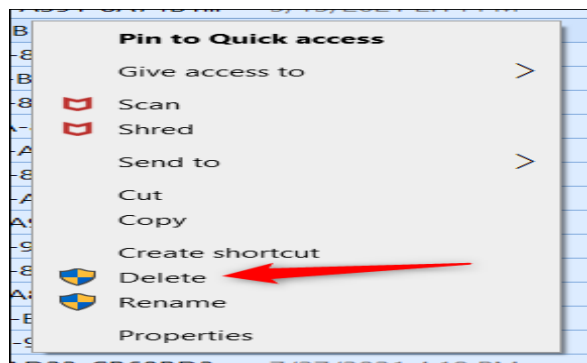 Pin to Quick access
Give access to
Scan
Shred
Send to
Cut
Copy
Create shortcut
Delete
Rename
Properties